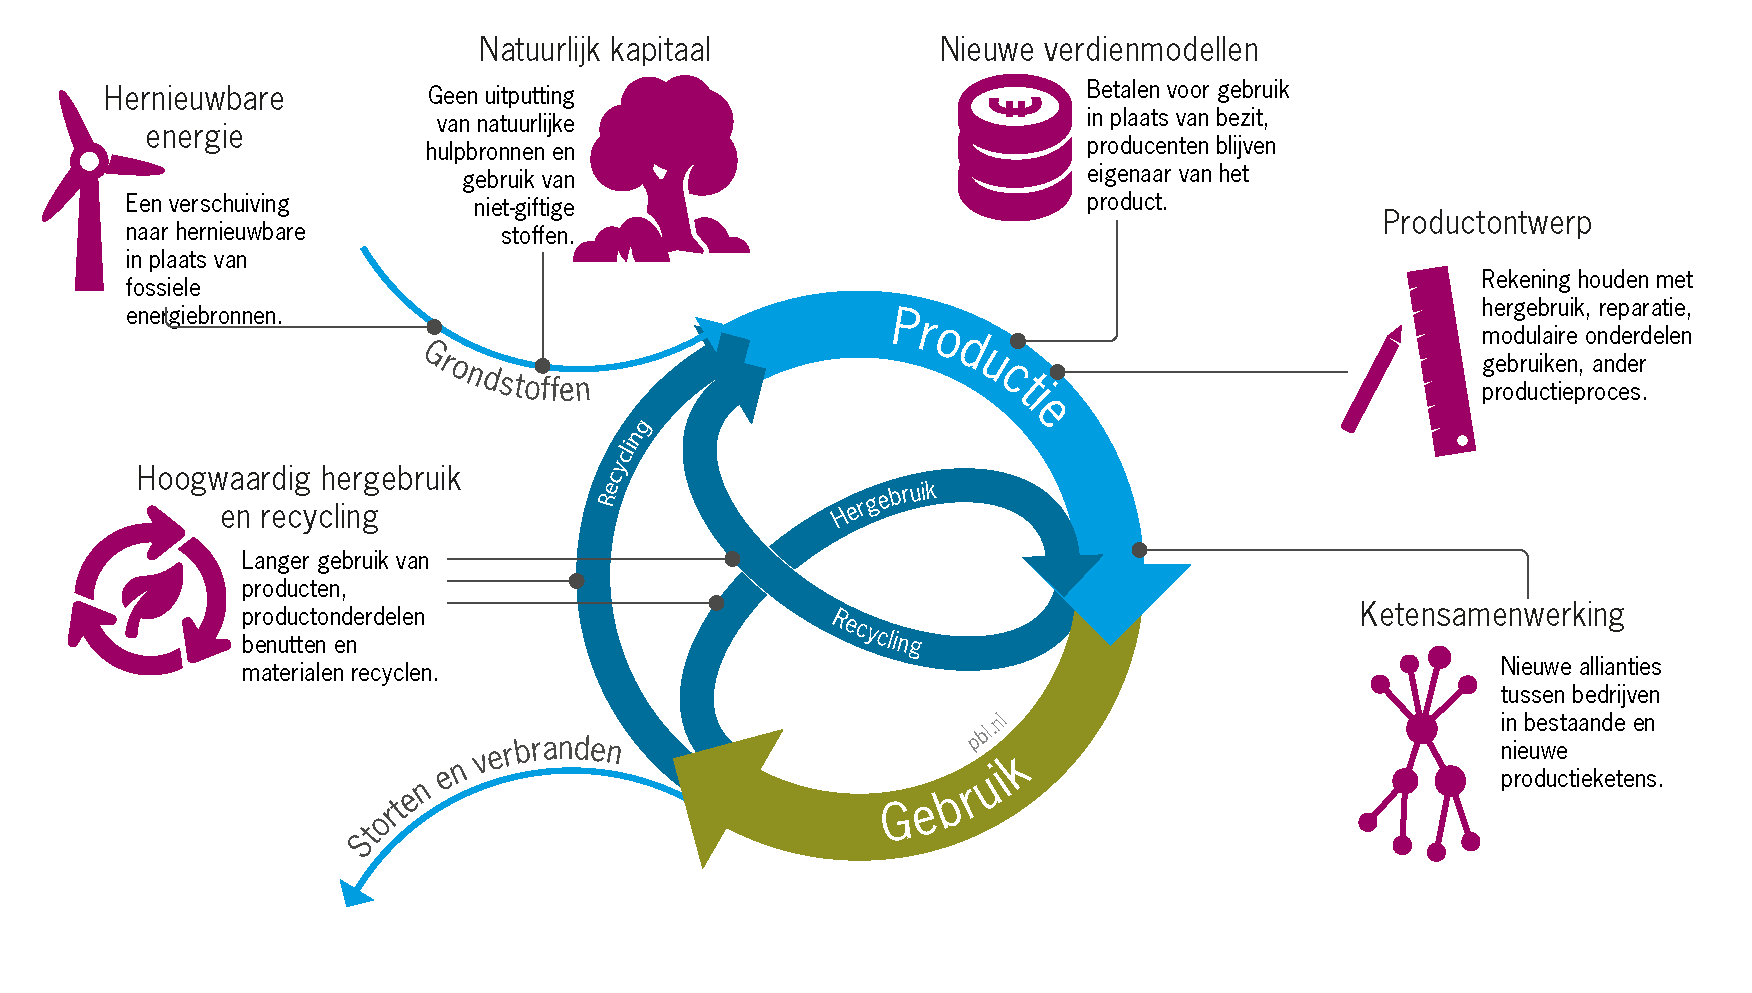 Hernieuwbare
energie
Een verschuiving
naar hernieuwbare
in plaats van
fossiele
energiebronnen.
Natuurlijk kapitaal
Geen uitputting
van natuurlijke
hulpbronnen en
gebruik van
niet-giftige
stoffen.
Nieuwe verdienmodellen
Betalen voor gebruik
in plaats van bezit,
producenten blijven
eigenaar van het
product.
Productontwerp
Rekening houden met
hergebruik, reparatie,
modulaire onderdelen
gebruiken, ander
productieproces.
Grondstoffen
Productie
Recycling
Hergebruik
Recycling
Hoogwaardig hergebruik
en recycling
Langer gebruik van
producten,
productonderdelen
benutten en
materialen recyclen.
Ketensamenwerking
Nieuwe allianties
tussen bedrijven
in bestaande en
nieuwe
productieketens.
pbl.nl
Gebruik
Storten en verbranden